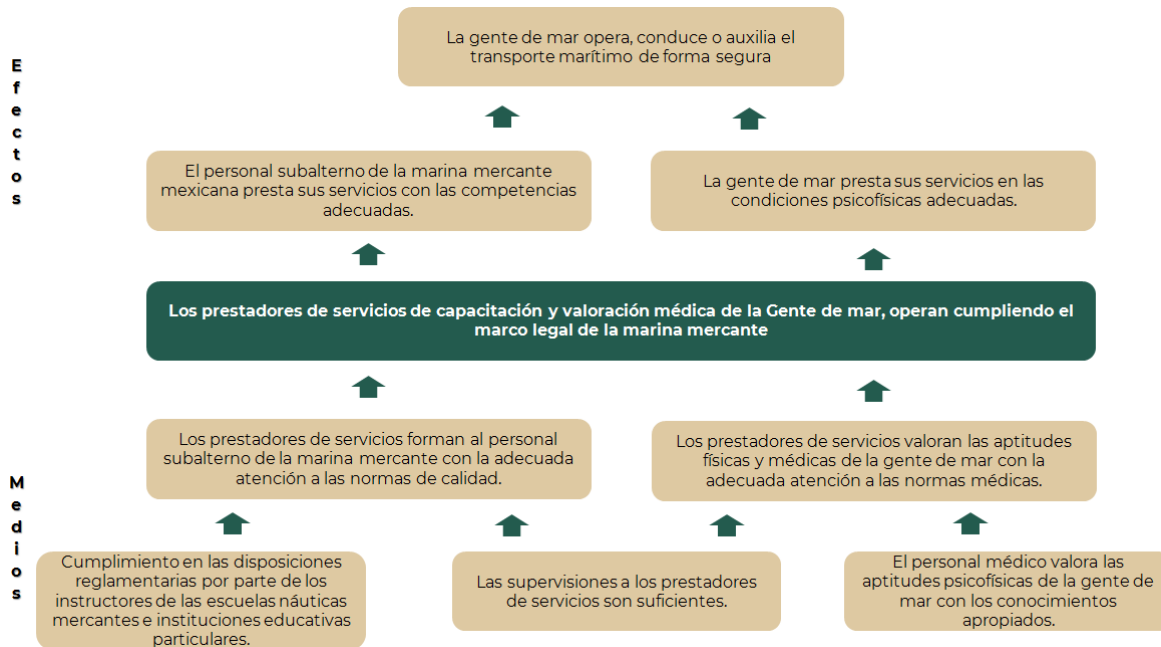 Efectos
La gente de mar opera, conduce o auxilia el
transporte marítimo de forma segura
El personal subalterno de la marina mercante
mexicana presta sus servicios con las competencias
adecuadas.
La gente de mar presta sus servicios en las
condiciones psicofísicas adecuadas.
Los prestadores de servicios de capacitación y valoración médica de la Gente de mar, operan cumpliendo el
marco legal de la marina mercante
Medios
Los prestadores de servicios forman al personal
subalterno de la marina mercante con la adecuada
atención a las normas de calidad.
Los prestadores de servicios valoran las aptitudes
físicas y médicas de la gente de mar con la
adecuada atención a las normas médicas.
Cumplimiento en las disposiciones
reglamentarias por parte de los
instructores de las escuelas náuticas
mercantes e instituciones educativas
particulares.
Las supervisiones a los prestadores
de servicios son suficientes.
El personal médico valora las
aptitudes psicofísicas de la gente de
mar con los conocimientos
apropiados.